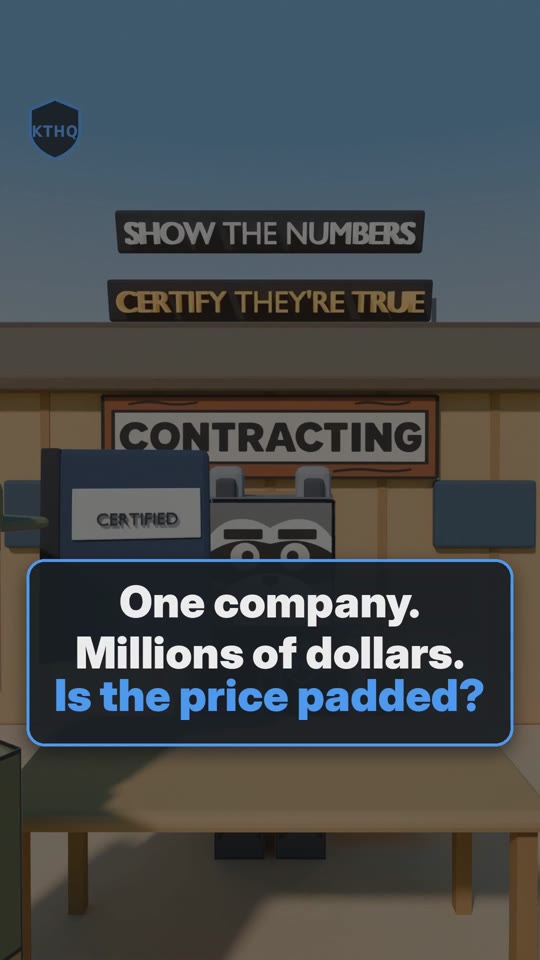 KTHQ
SHOW THE NUMBERS
CERTIFY THEY'RE TRUE
CONTRACTING
CERTIFIED
One company.
Millions of dollars.
Is the price padded?